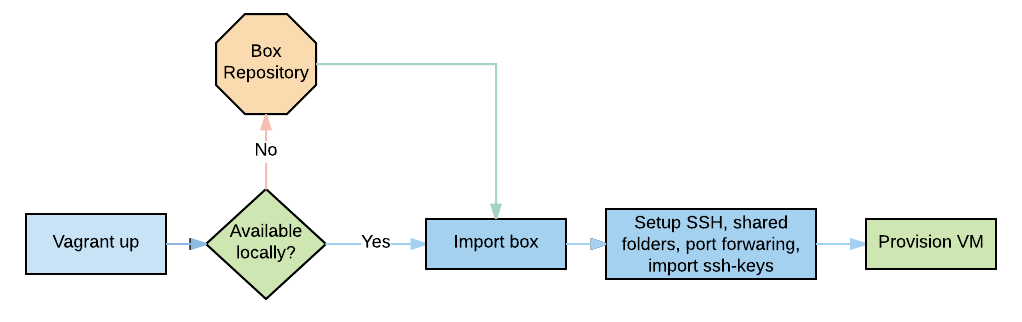 Box
Repository
No
Vagrant up
Available
locally?
Yes
Import box
Setup SSH, shared
folders, port forwaring,
import ssh-keys
Provision VM